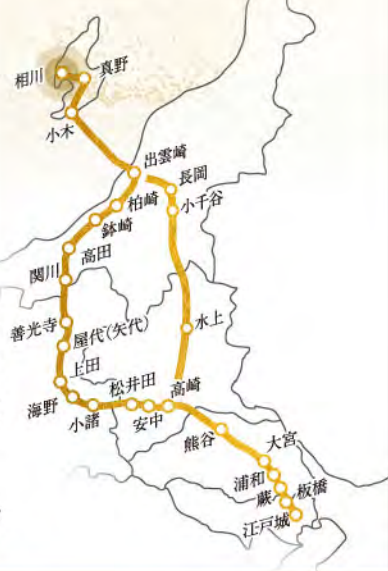 相川
真野
小木
出雲崎
長岡
小千谷
柏崎
鉢崎
高田
関川
善光寺
屋代(矢代)
水上
上田
海野
小諸
松井田
安中
高崎
熊谷
大宮
浦和
蕨
板橋
江戸城